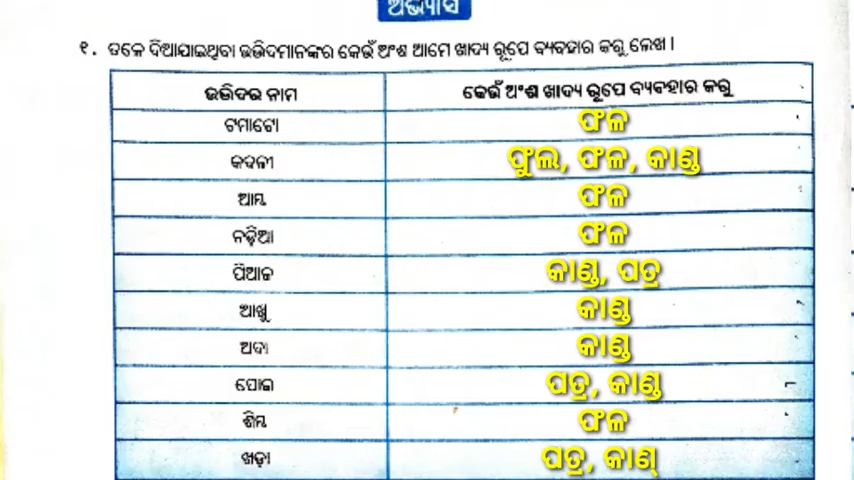 ଅଭ୍ୟାସ
୧. ତଳେ ଦିଆଯାଇଥିବା ଉଦ୍ଭିଦମାନଙ୍କର କେଉଁ ଅଂଶ ଆମେ ଖାଦ୍ୟ ରୂପେ ବ୍ୟବହାର କରୁ ଲେଖ।
ଉଦ୍ଭିଦର ନାମ କେଉଁ ଅଂଶ ଖାଦ୍ୟ ରୂପେ ବ୍ୟବହାର କରୁ
ଟମାଟୋ ଫଳ
କଦଳୀ ଫୁଲ, ଫଳ, କାଣ୍ଡ
ଆମ୍ଭ ଫଳ
ନଡ଼ିଆ ଫଳ
ପିଆଜ କାଣ୍ଡ, ପତ୍ର
ଆଖୁ କାଣ୍ଡ
ଅଦା କାଣ୍ଡ
ପୋଇ ପତ୍ର, କାଣ୍ଡ
ଶିମ୍ଭ ଫଳ
ଖଡ଼ା ପତ୍ର, କାଣ୍